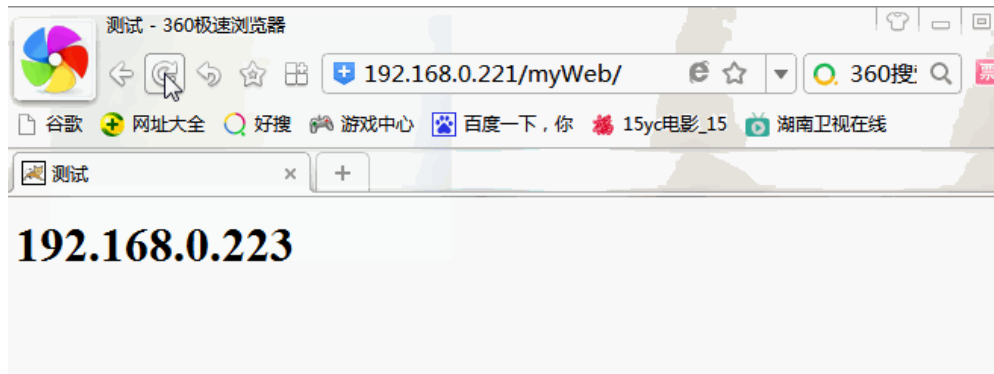 测试 - 360极速浏览器
192.168.0.221/myWeb/ 360搜
谷歌 网址大全 好搜 游戏中心 百度一下，你 15yc电影_15 湖南卫视在线
测试
192.168.0.223